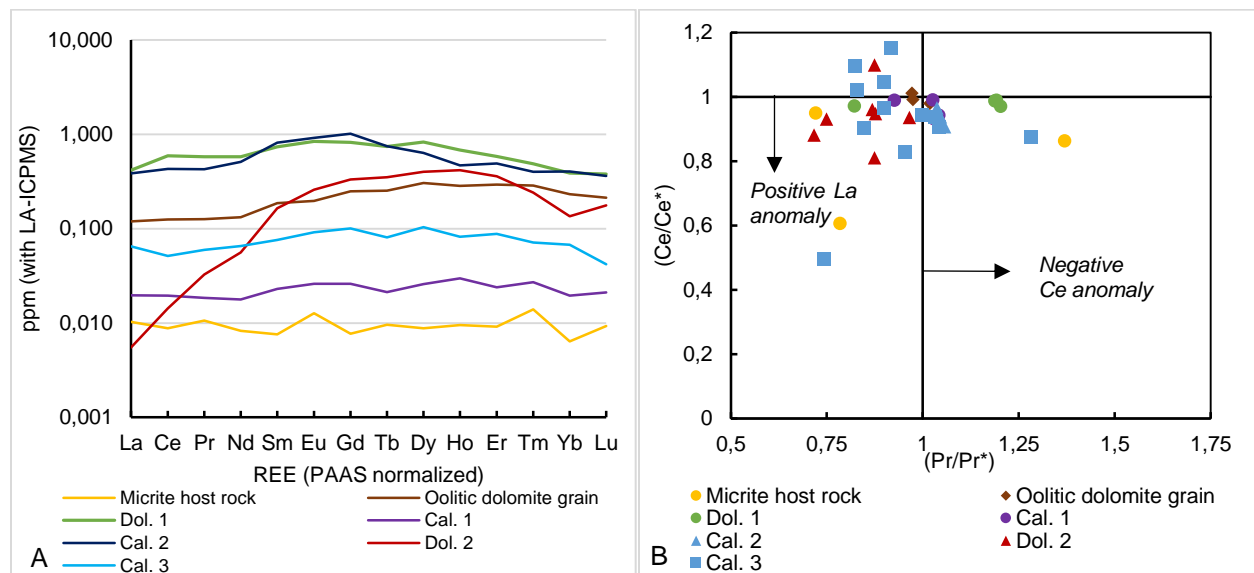 10,000
1,000
0,100
0,010
0,001
ppm (with LA-ICPMS)
La Ce Pr Nd Sm Eu Gd Tb Dy Ho Er Tm Yb Lu
REE (PAAS normalized)
Micrite host rock
Oolitic dolomite grain
Dol. 1
Cal. 1
Cal. 2
Dol. 2
Cal. 3
A
1,2
1
0,8
0,6
0,4
0,2
0
(Ce/Ce*)
Positive La
anomaly
Negative
Ce anomaly
0,5 0,75 1 1,25 1,5 1,75
(Pr/Pr*)
Micrite host rock
Oolitic dolomite grain
Dol. 1
Cal. 1
Cal. 2
Dol. 2
Cal. 3
B